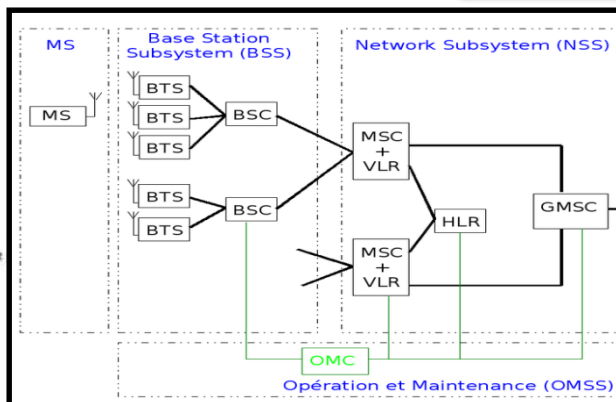 MS
Base Station
Subsystem (BSS)
Network Subsystem (NSS)
MS
BTS
BTS
BTS
BSC
BTS
BTS
BSC
MSC
+
VLR
MSC
+
VLR
HLR
GMSC
OMC
Opération et Maintenance (OMSS)